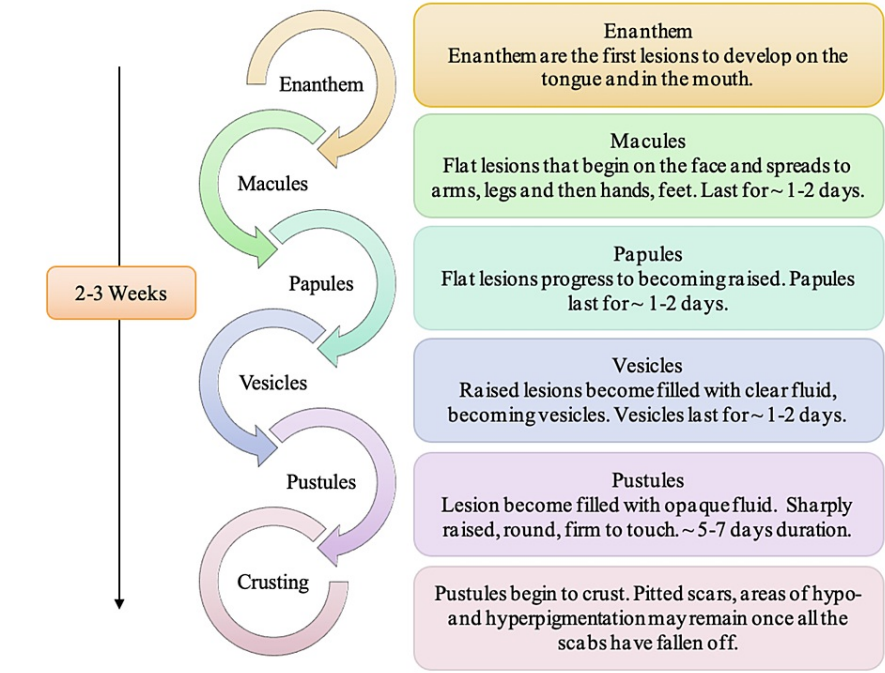 Enanthem
Enanthem
Enanthem are the first lesions to develop on the
tongue and in the mouth.
Macules
Macules
Flat lesions that begin on the face and spreads to
arms, legs and then hands, feet. Last for ~ 1-2 days.
2-3 Weeks
Papules
Papules
Flat lesions progress to becoming raised. Papules
last for ~ 1-2 days.
Vesicles
Vesicles
Raised lesions become filled with clear fluid,
becoming vesicles. Vesicles last for ~ 1-2 days.
Pustules
Pustules
Lesion become filled with opaque fluid. Sharply
raised, round, firm to touch. ~ 5-7 days duration.
Crusting
Pustules begin to crust. Pitted scars, areas of hypo-
and hyperpigmentation may remain once all the
scabs have fallen off.